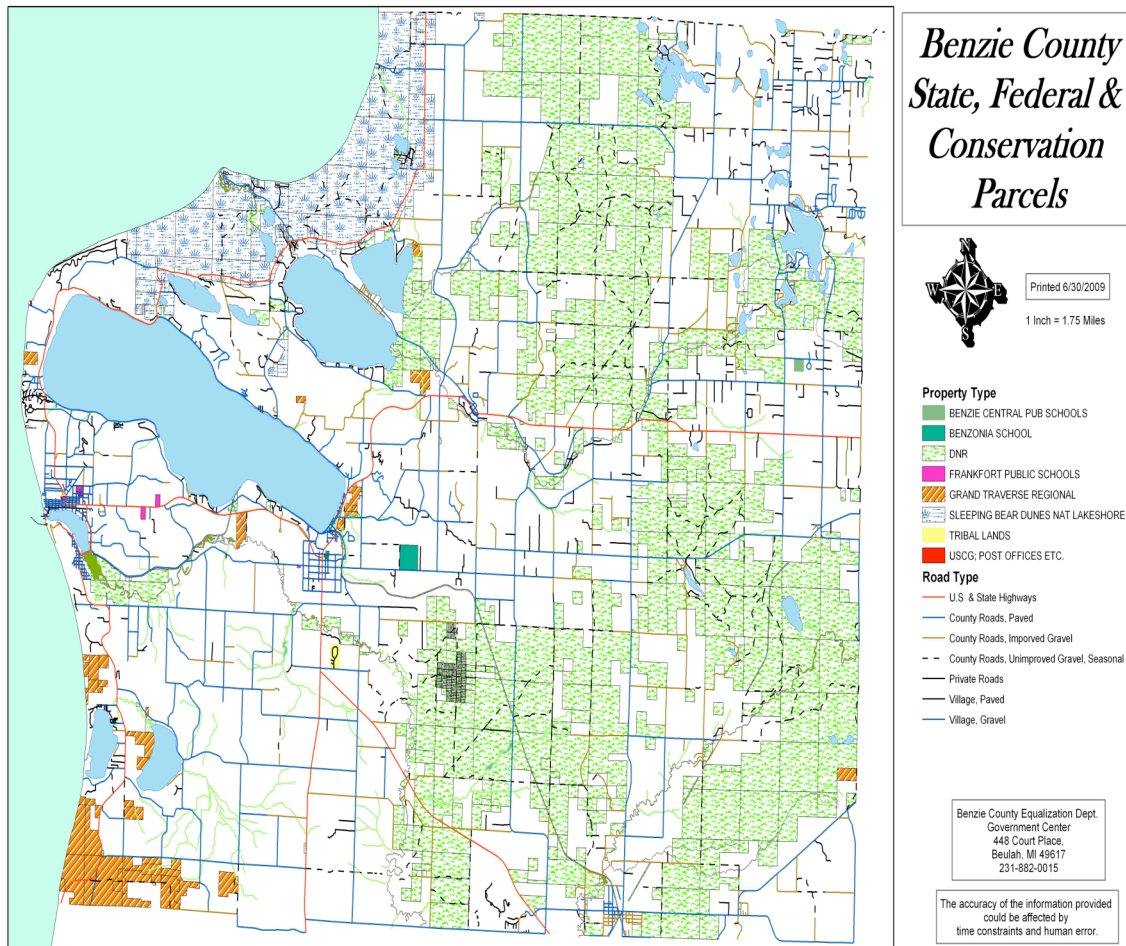 Benzie County
State, Federal &
Conservation
Parcels
N
W
E
S
Printed 6/30/2009
1 Inch = 1.75 Miles
Property Type
BENZIE CENTRAL PUB SCHOOLS
BENZONIA SCHOOL
DNR
FRANKFORT PUBLIC SCHOOLS
GRAND TRAVERSE REGIONAL
SLEEPING BEAR DUNES NAT LAKESHORE
TRIBAL LANDS
USCG; POST OFFICES ETC.
Road Type
U.S & State Highways
County Roads, Paved
County Roads, Imporved Gravel
County Roads, Unimproved Gravel, Seasonal
Private Roads
Village, Paved
Village, Gravel
Benzie County Equalization Dept.
Government Center
448 Court Place,
Beulah, MI 49617
231-882-0015
The accuracy of the information provided
could be affected by
time constraints and human error.